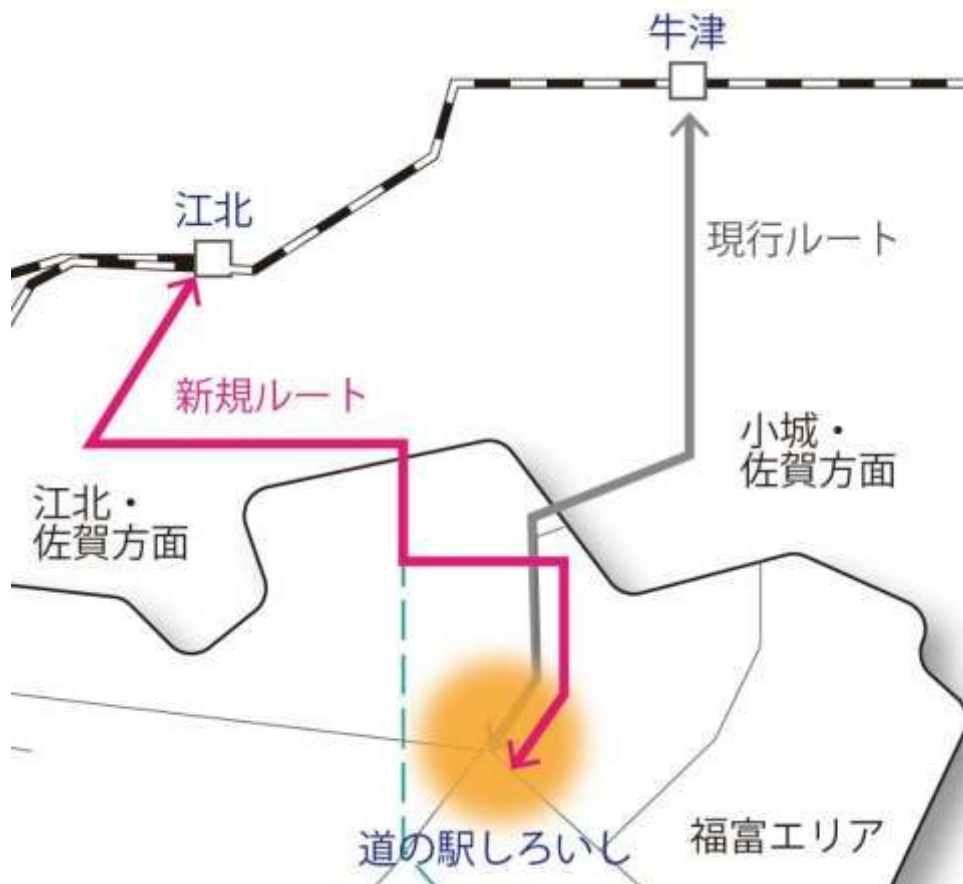 牛津
江北
現行ルート
新規ルート
小城・
佐賀方面
江北・
佐賀方面
道の駅しろいし
福富エリア